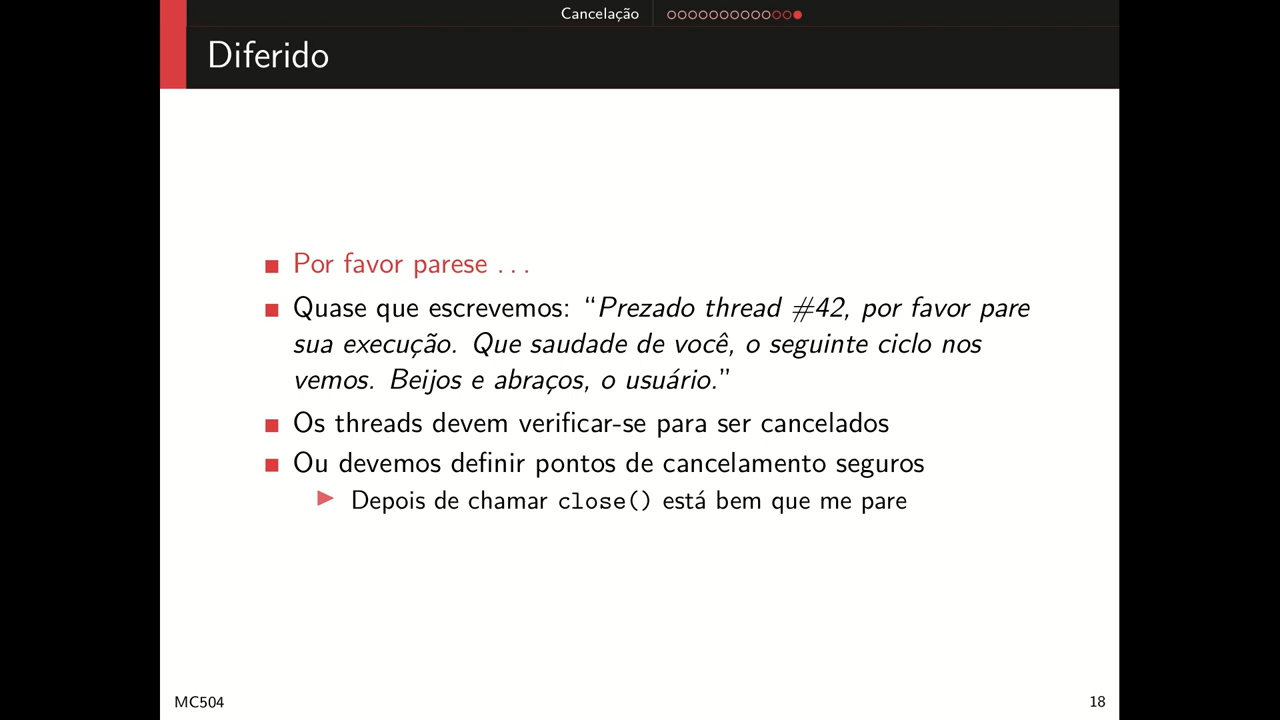 Cancelação
Diferido
Por favor parese . . .
Quase que escrevemos: “Prezado thread #42, por favor pare
sua execução. Que saudade de você, o seguinte ciclo nos
vemos. Beijos e abraços, o usuário.”
Os threads devem verificar-se para ser cancelados
Ou devemos definir pontos de cancelamento seguros
Depois de chamar close() está bem que me pare
MC504
18